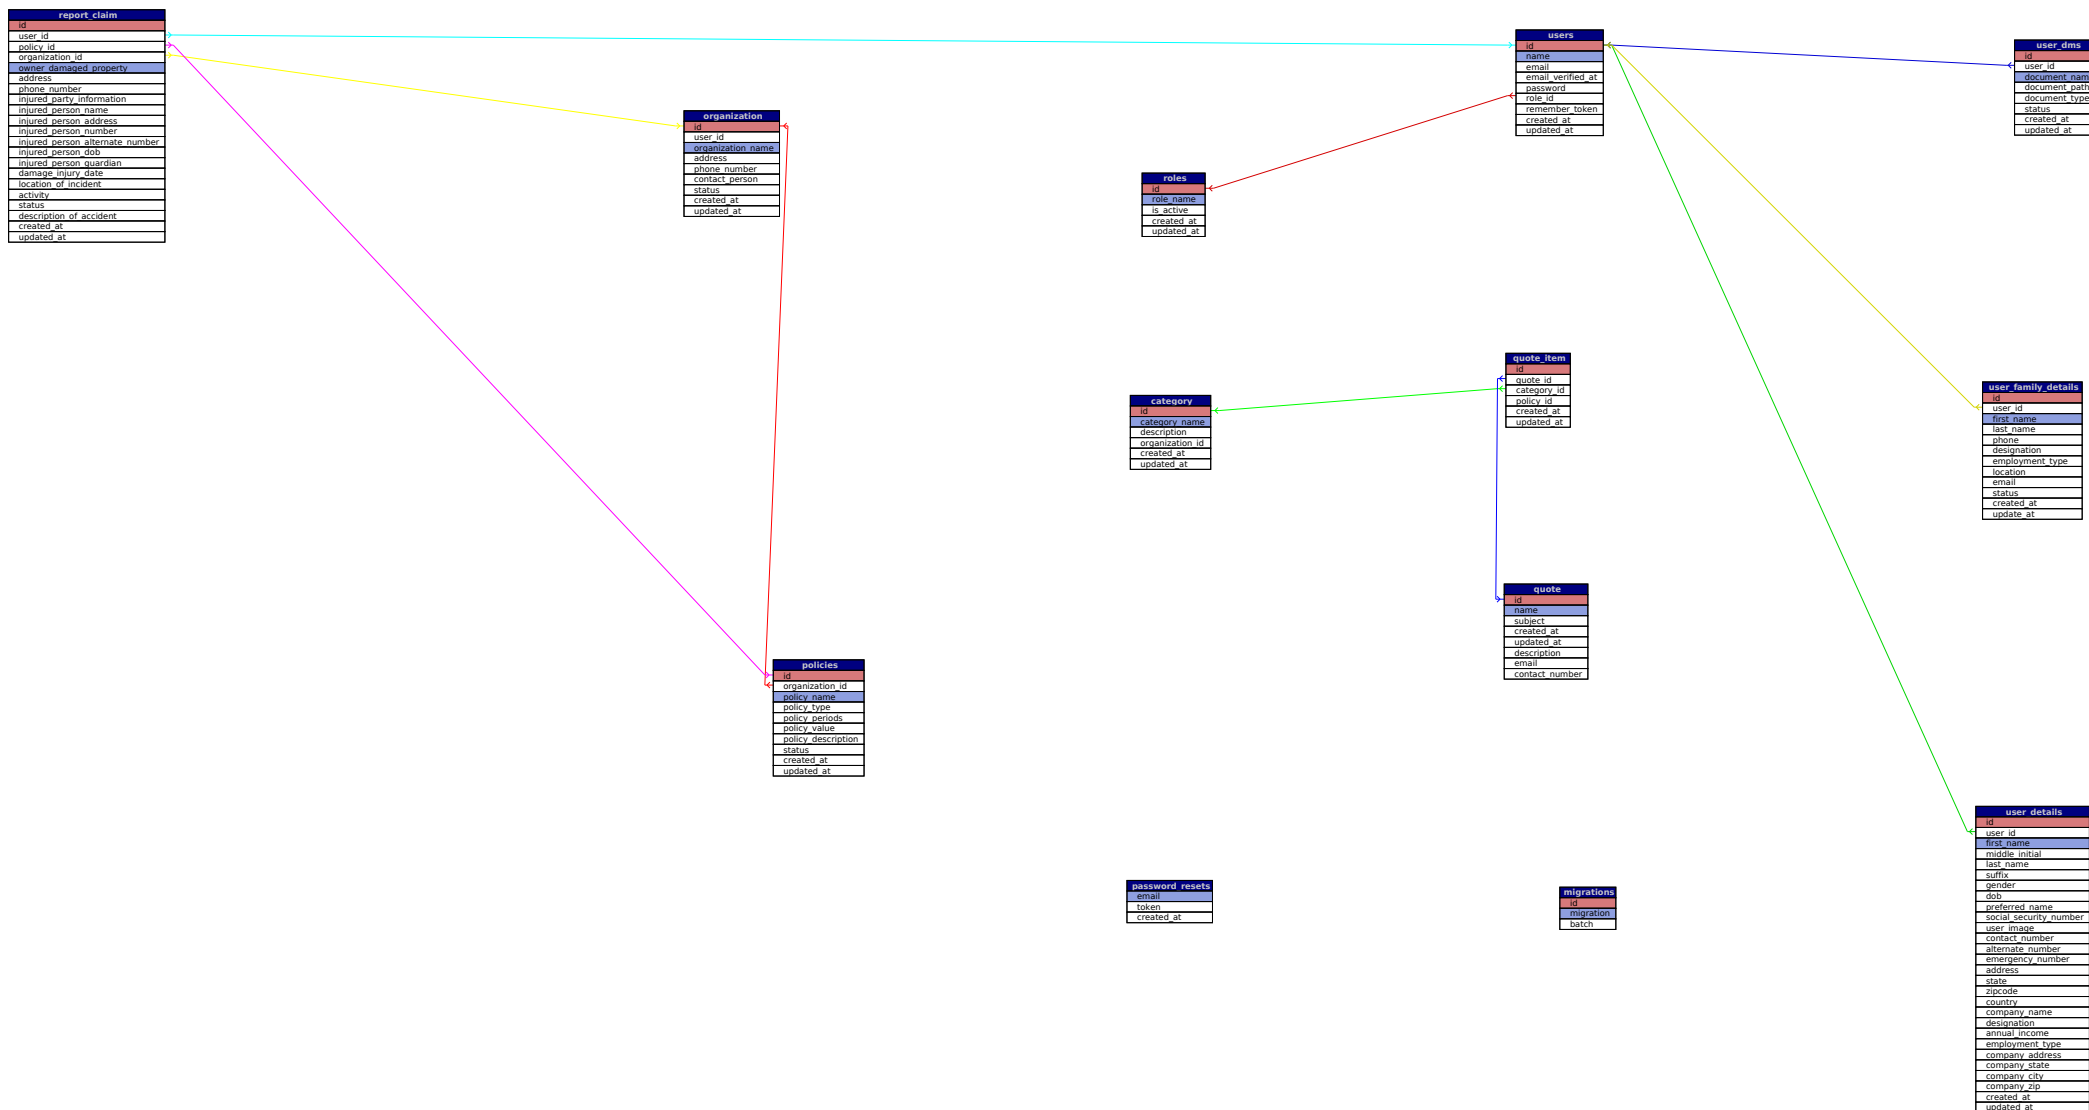 report_claim
id
user_id
policy_id
organization_id
owner_damaged_property
address
phone_number
injured_party_information
injured_person_name
injured_person_address
injured_person_number
injured_person_alternate_number
injured_person_dob
injured_person_guardian
damage_injury_date
location_of_incident
activity
status
description_of_accident
created_at
updated_at
organization
id
user_id
organization_name
address
phone_number
contact_person
status
created_at
updated_at
policies
id
organization_id
policy_name
policy_type
policy_periods
policy_value
policy_description
status
created_at
updated_at
roles
id
role_name
is_active
created_at
updated_at
users
id
name
email
email_verified_at
password
role_id
remember_token
created_at
updated_at
category
id
category_name
description
organization_id
created_at
updated_at
quote_item
id
quote_id
category_id
policy_id
created_at
updated_at
quote
id
name
subject
created_at
updated_at
description
email
contact_number
password_resets
email
token
created_at
migrations
id
migration
batch
user_dms
id
user_id
document_nam
document_path
document_type
status
created_at
updated_at
user_family_details
id
user_id
first_name
last_name
phone
designation
employment_type
location
email
status
created_at
update_at
user_details
id
user_id
first_name
middle_initial
last_name
suffix
gender
dob
preferred_name
social_security_number
user_image
contact_number
alternate_number
emergency_number
address
state
zipcode
country
company_name
designation
annual_income
employment_type
company_address
company_state
company_city
company_zip
created_at
updated_at